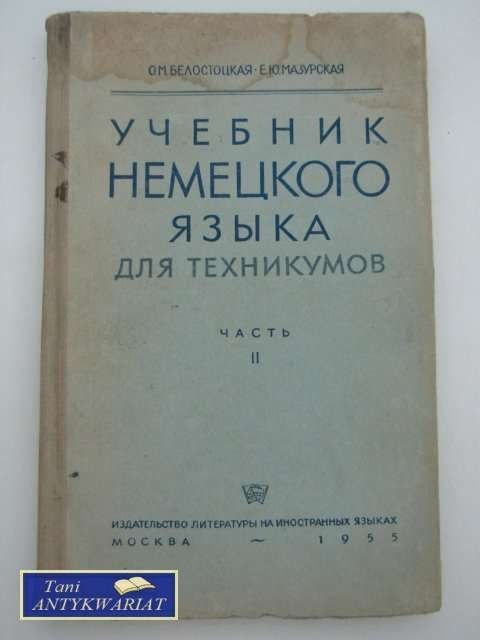 О.М.БЕЛОСТОЦКАЯ · Е.Ю.МАЗУРСКАЯ
УЧЕБНИК
НЕМЕЦКОГО
ЯЗЫКА
ДЛЯ ТЕХНИКУМОВ
ЧАСТЬ
II
ИЗДАТЕЛЬСТВО ЛИТЕРАТУРЫ НА ИНОСТРАННЫХ ЯЗЫКАХ
МОСКВА ~ 1955
Tani
ANTYKWARIAT